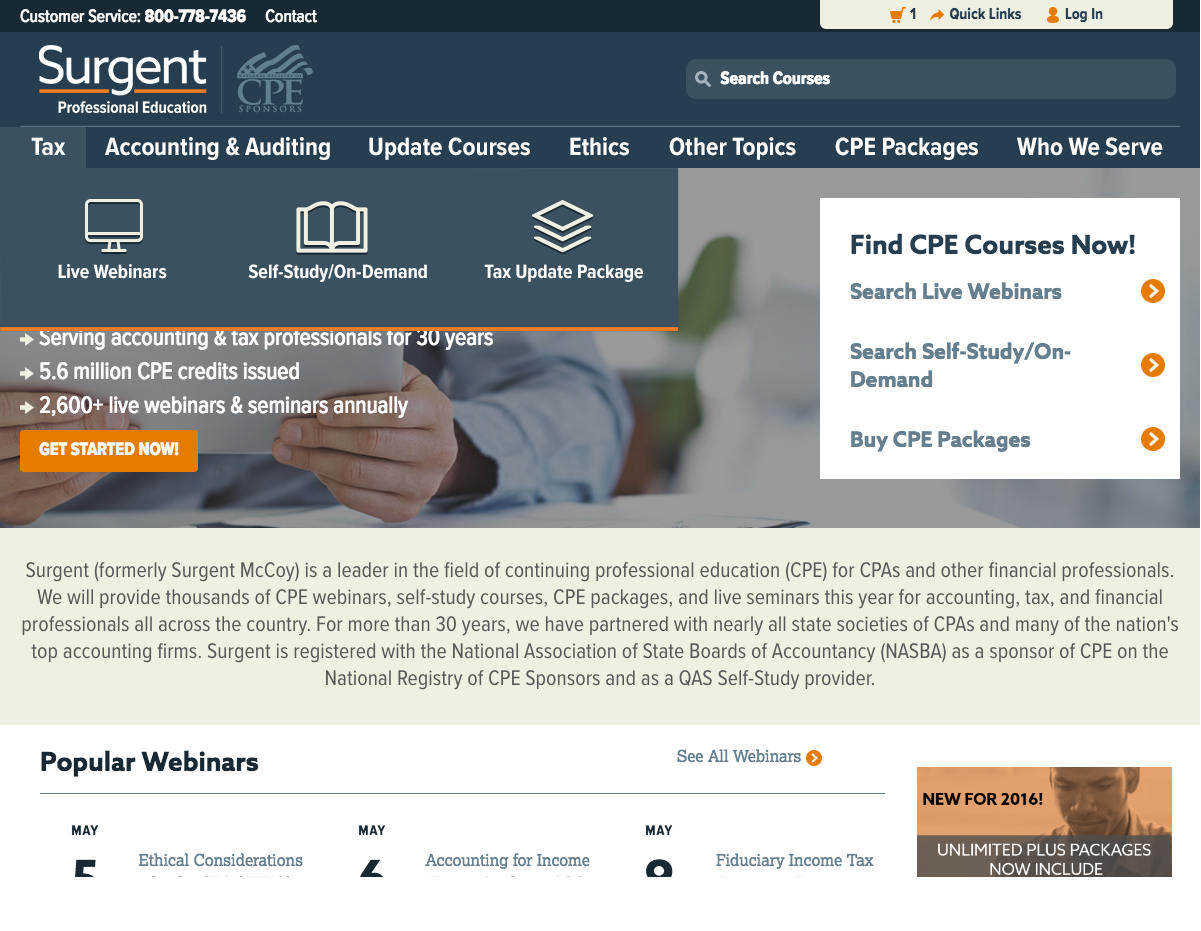 Customer Service: 800-778-7436 Contact
1 Quick Links Log In
Surgent
Professional Education
NATIONAL REGISTRY OF
CPE
SPONSORS
Search Courses
Tax Accounting & Auditing Update Courses Ethics Other Topics CPE Packages Who We Serve
Live Webinars Self-Study/On-Demand Tax Update Package
Serving accounting & tax professionals for 30 years
5.6 million CPE credits issued
2,600+ live webinars & seminars annually
GET STARTED NOW!
Find CPE Courses Now!
Search Live Webinars
Search Self-Study/On-
Demand
Buy CPE Packages
Surgent (formerly Surgent McCoy) is a leader in the field of continuing professional education (CPE) for CPAs and other financial professionals.
We will provide thousands of CPE webinars, self-study courses, CPE packages, and live seminars this year for accounting, tax, and financial
professionals all across the country. For more than 30 years, we have partnered with nearly all state societies of CPAs and many of the nation's
top accounting firms. Surgent is registered with the National Association of State Boards of Accountancy (NASBA) as a sponsor of CPE on the
National Registry of CPE Sponsors and as a QAS Self-Study provider.
Popular Webinars
See All Webinars
MAY
5
Ethical Considerations
MAY
6
Accounting for Income
MAY
Fiduciary Income Tax
NEW FOR 2016!
UNLIMITED PLUS PACKAGES
NOW INCLUDE